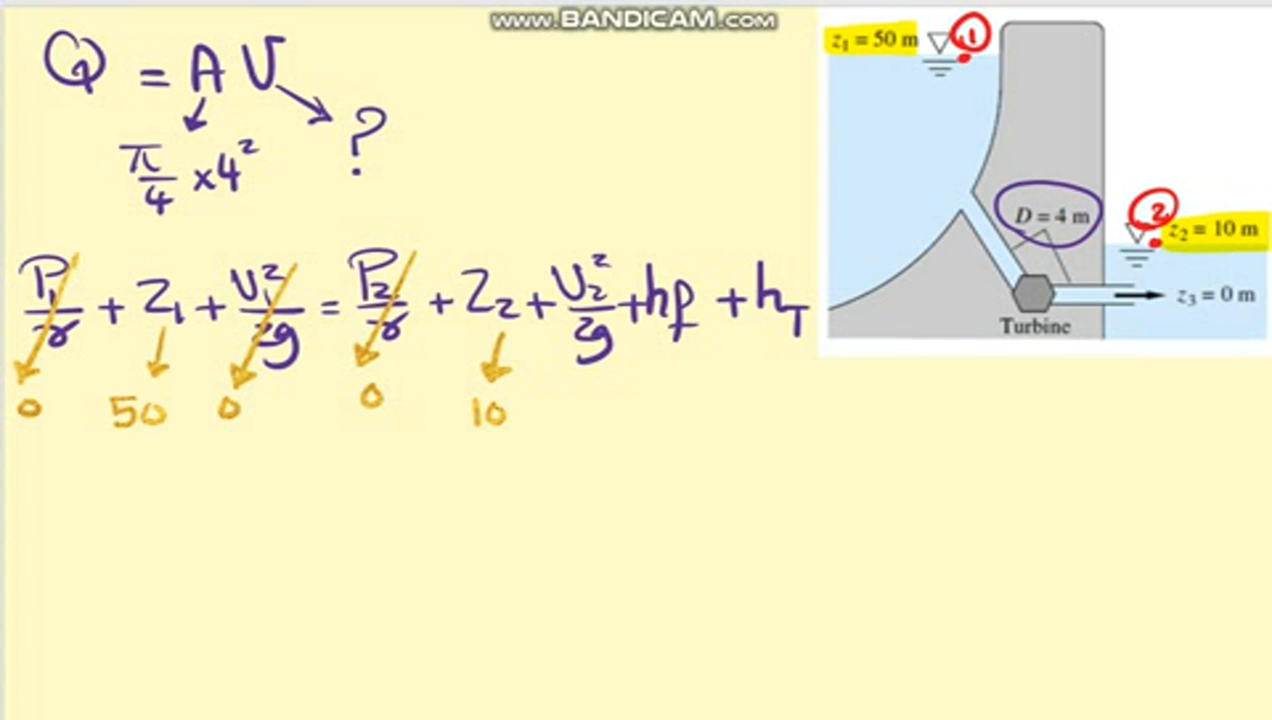 www.BANDICAM.com
Q = A V
π/4 ×4² ?
P₁/γ + Z₁ + V₁²/2g = P₂/γ + Z₂ + V₂²/2g + hf + hT
0 50 0 0 10
z₁ = 50 m 1
D = 4 m
2
z₂ = 10 m
z₃ = 0 m
Turbine